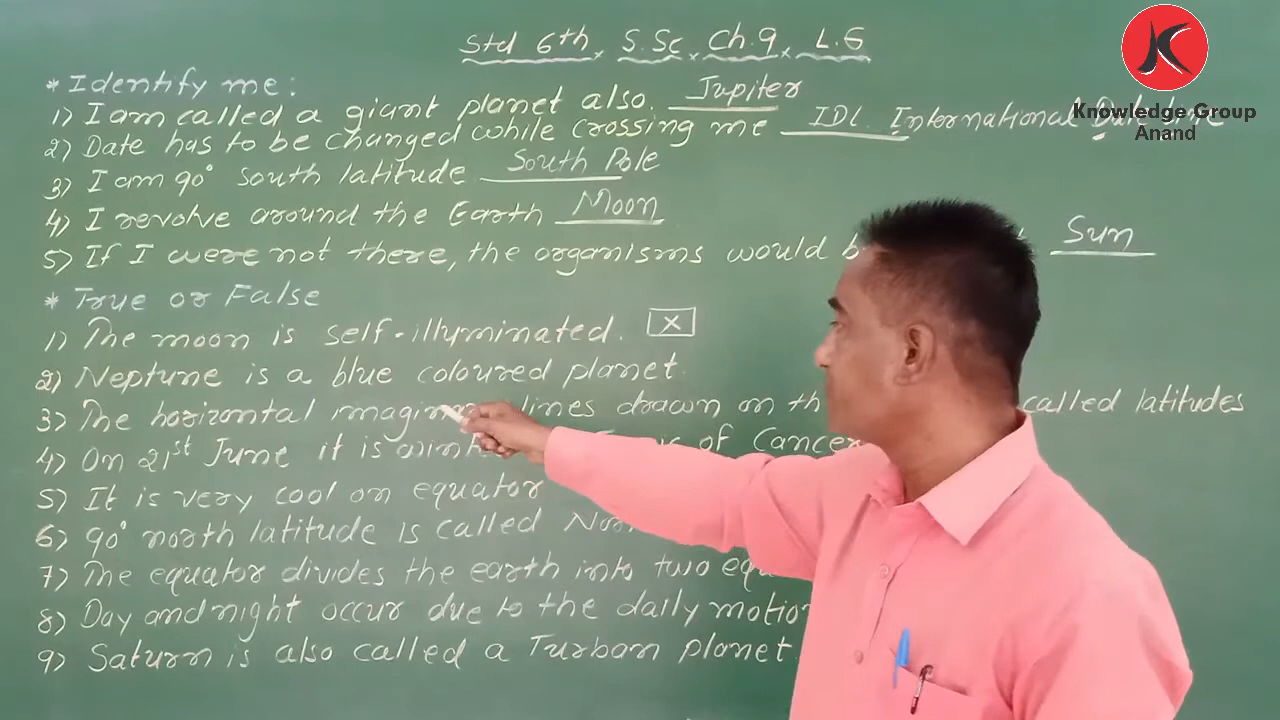 Std 6th, S.Sc, Ch.9, L.6
Knowledge Group
Anand
* Identify me:
1) I am called a giant planet also. Jupiter
2) Date has to be changed while crossing me IDL. International Date line
3) I am 90° South latitude South Pole
4) I revolve around the Earth Moon
5) If I were not there, the organisms would Sun
* True or False
1) The moon is self-illuminated. X
2) Neptune is a blue coloured planet.
3) The horizontal lines drawn on called latitudes
4) On 21st June it is of Cancer
5) It is very cool on equator
6) 90° north latitude is called
7) The equator divides the earth into two
8) Day and night occur due to the daily
9) Saturn is also called a Turban planet.